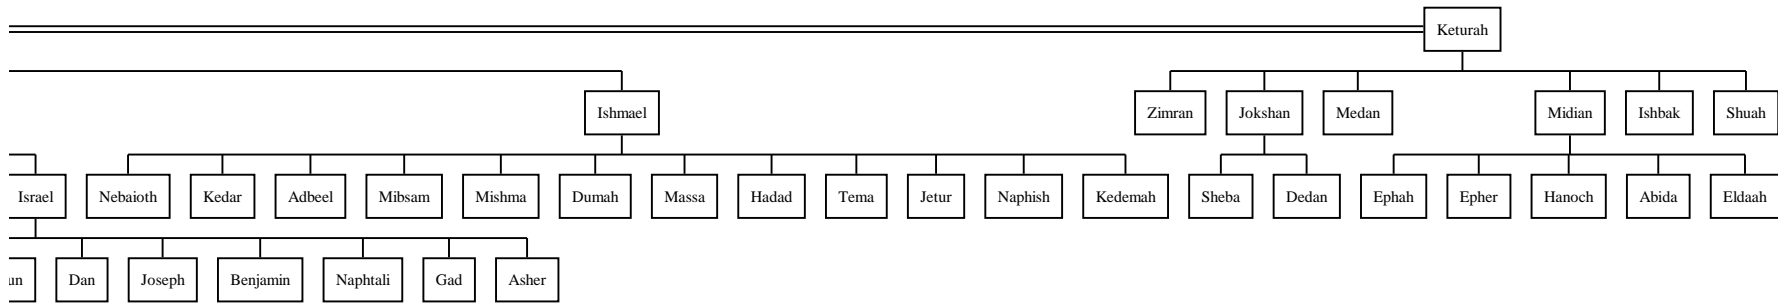 Keturah
Ishmael Zimran Jokshan Medan Midian Ishbak Shuah
Israel Nebaioth Kedar Adbeel Mibsam Mishma Dumah Massa Hadad Tema Jetur Naphish Kedemah Sheba Dedan Ephah Epher Hanoch Abida Eldaah
un Dan Joseph Benjamin Naphtali Gad Asher